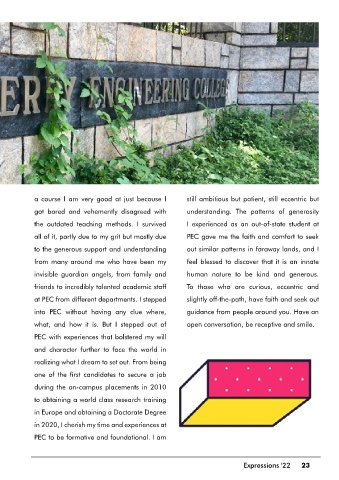 ERRY ENGINEERING COLLEGE
a course I am very good at just because I
got bored and vehemently disagreed with
the outdated teaching methods. I survived
all of it, partly due to my grit but mostly due
to the generous support and understanding
from many around me who have been my
invisible guardian angels, from family and
friends to incredibly talented academic staff
at PEC from different departments. I stepped
into PEC without having any clue where,
what, and how it is. But I stepped out of
PEC with experiences that bolstered my will
and character further to face the world in
realizing what I dream to set out. From being
one of the first candidates to secure a job
during the on-campus placements in 2010
to obtaining a world class research training
in Europe and obtaining a Doctorate Degree
in 2020, I cherish my time and experiences at
PEC to be formative and foundational. I am
still ambitious but patient, still eccentric but
understanding. The patterns of generosity
I experienced as an out-of-state student at
PEC gave me the faith and comfort to seek
out similar patterns in faraway lands, and I
feel blessed to discover that it is an innate
human nature to be kind and generous.
To those who are curious, eccentric and
slightly off-the-path, have faith and seek out
guidance from people around you. Have an
open conversation, be receptive and smile.
Expressions '22 23